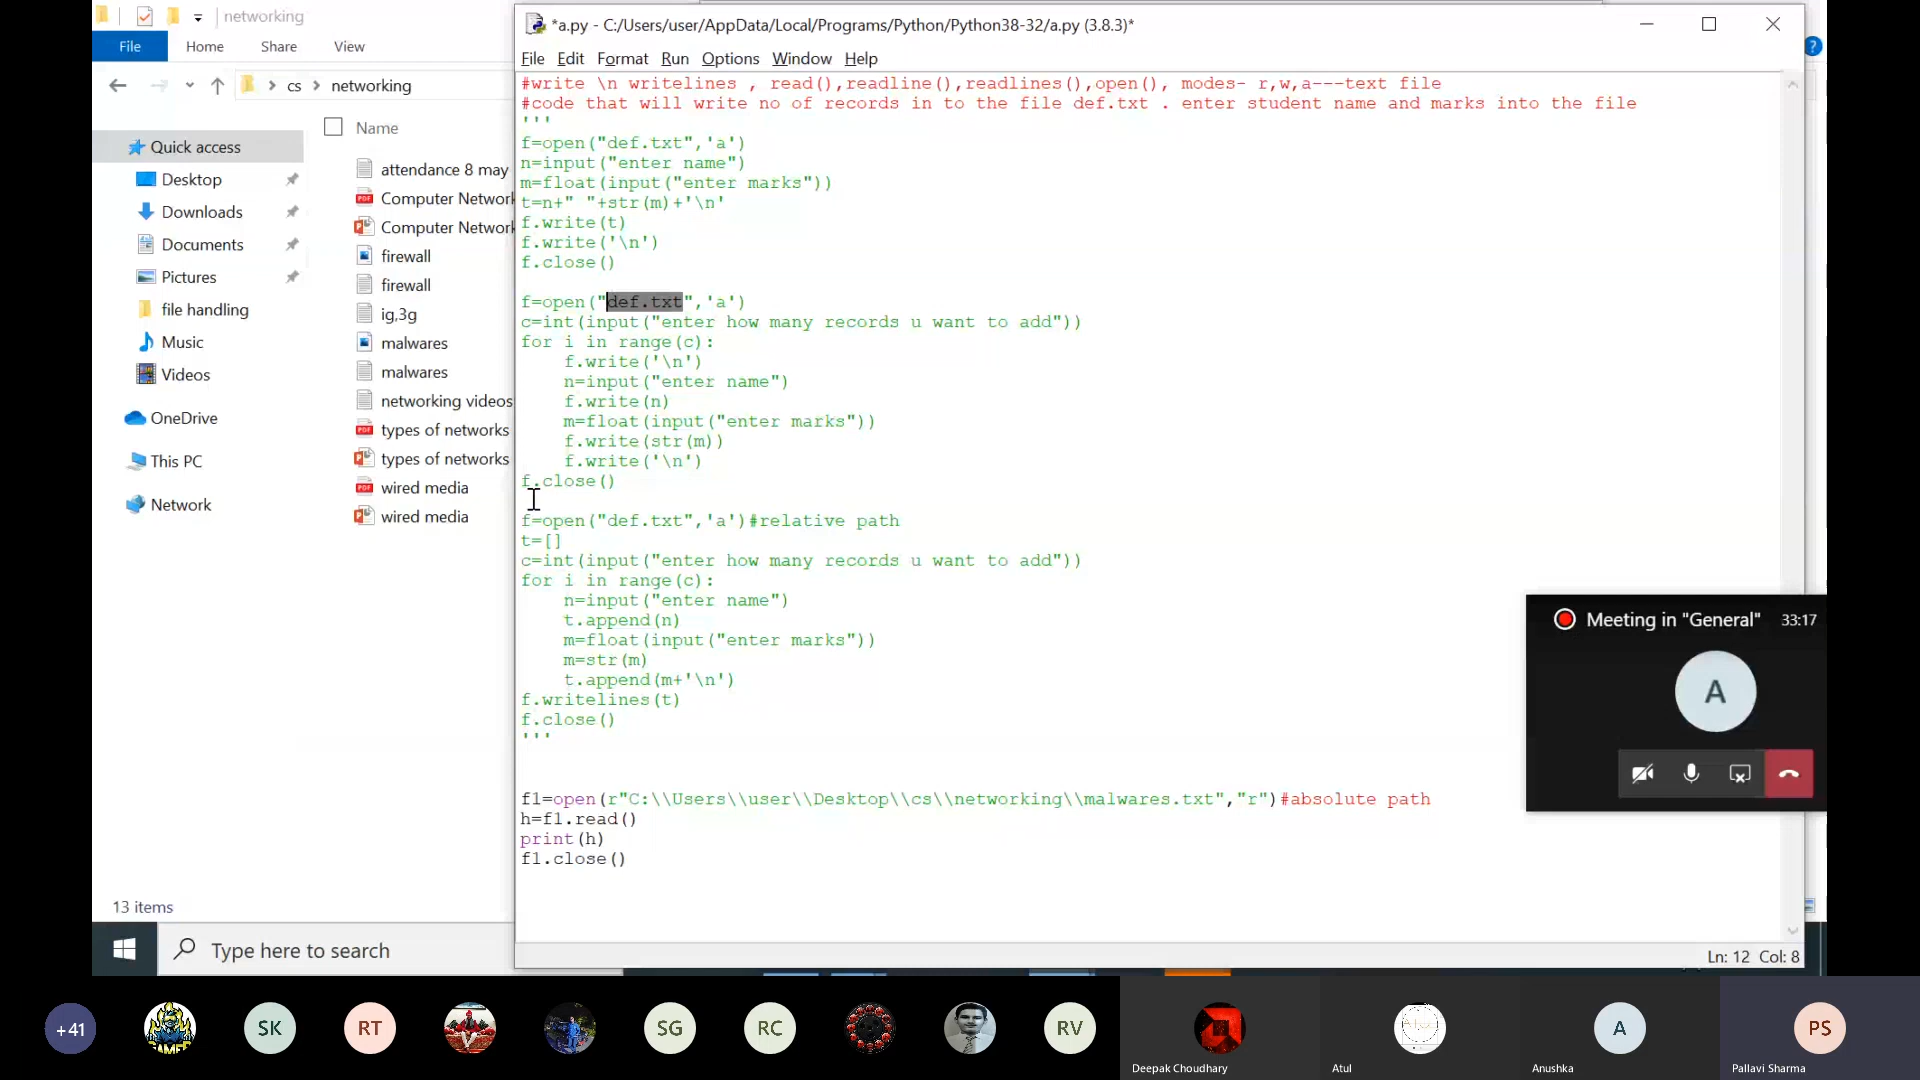 networking
File Home Share View
cs networking
Name
Quick access
Desktop
Downloads
Documents
Pictures
file handling
Music
Videos
OneDrive
This PC
Network
attendance 8 may
Computer Network
Computer Network
firewall
firewall
ig,3g
malwares
malwares
networking videos
types of networks
types of networks
wired media
wired media
13 items
Type here to search
*a.py - C:/Users/user/AppData/Local/Programs/Python/Python38-32/a.py (3.8.3)*
File Edit Format Run Options Window Help
#write \n writelines , read(),readline(),readlines(),open(), modes- r,w,a---text file
#code that will write no of records in to the file def.txt . enter student name and marks into the file
'''
f=open("def.txt",'a')
n=input("enter name")
m=float(input("enter marks"))
t=n+" "+str(m)+'\n'
f.write(t)
f.write('\n')
f.close()
f=open("def.txt",'a')
c=int(input("enter how many records u want to add"))
for i in range(c):
    f.write('\n')
    n=input("enter name")
    f.write(n)
    m=float(input("enter marks"))
    f.write(str(m))
    f.write('\n')
f.close()
f=open("def.txt",'a')#relative path
t=[]
c=int(input("enter how many records u want to add"))
for i in range(c):
    n=input("enter name")
    t.append(n)
    m=float(input("enter marks"))
    m=str(m)
    t.append(m+'\n')
f.writelines(t)
f.close()
'''
f1=open(r"C:\\Users\\user\\Desktop\\cs\\networking\\malwares.txt","r")#absolute path
h=f1.read()
print(h)
f1.close()
Ln: 12 Col: 8
?
Meeting in "General" 33:17
A
+41 SK RT SG RC RV A PS
Deepak Choudhary Atul Anushka Pallavi Sharma